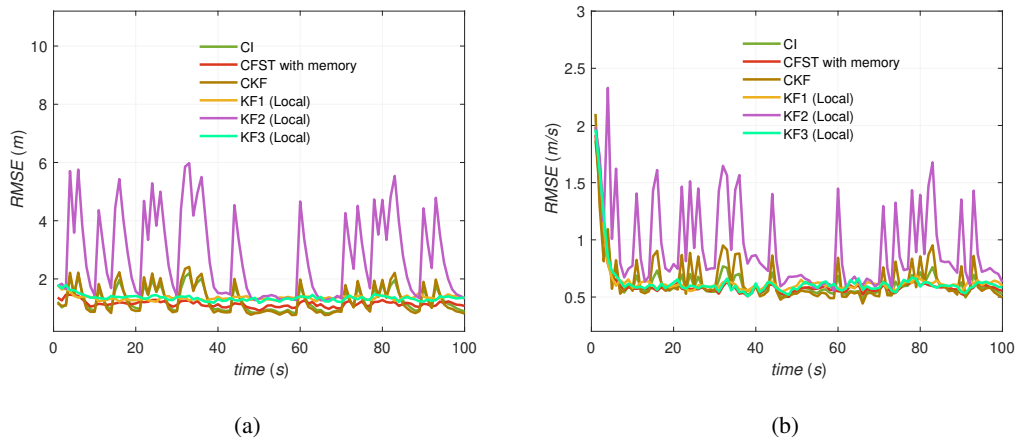 10
8
6
4
2
RMSE (m)
CI
CFST with memory
CKF
KF1 (Local)
KF2 (Local)
KF3 (Local)
0 20 40 60 80 100
time (s)
(a)
3
2.5
2
1.5
1
0.5
RMSE (m/s)
CI
CFST with memory
CKF
KF1 (Local)
KF2 (Local)
KF3 (Local)
0 20 40 60 80 100
time (s)
(b)